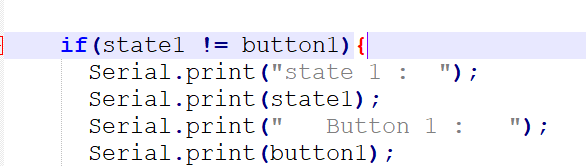 if(state1 != button1){
Serial.print("state 1 :  ");
Serial.print(state1);
Serial.print("   Button 1 :   ");
Serial.print(button1);